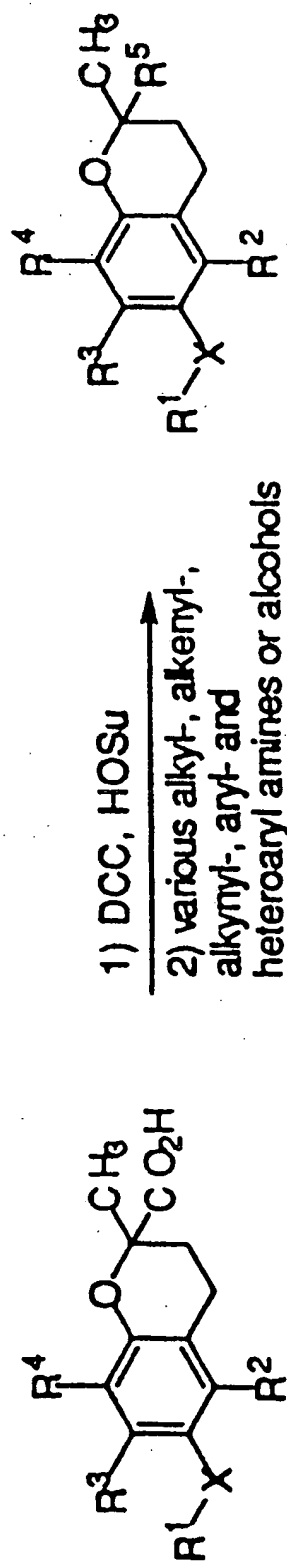 R⁴
R³
R¹
X
R²
O
CH₃
CO₂H
1) DCC, HOSu
2) various alkyl-, alkenyl-,
alkynyl-, aryl- and
heteroaryl amines or alcohols
R⁴
R³
R¹
X
R²
O
CH₃
R⁵